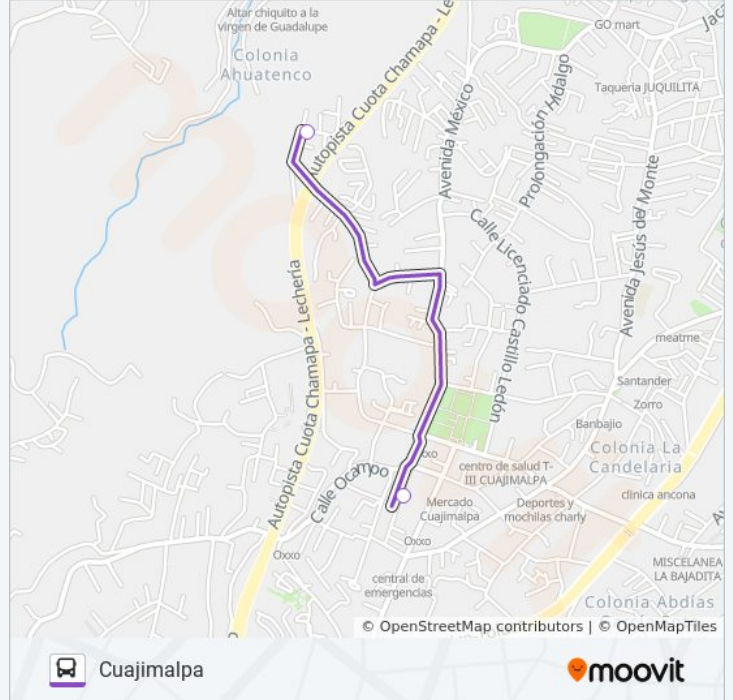 Altar chiquito a la
virgen de Guadalupe
Colonia
Ahuatenco
Autopista Cuota Chamapa - Le
GO mart
Jaca
Taqueria JUQUILITA
Prolongación Hidalgo
Avenida México
Avenida Jesús del Monte
Calle Licenciado Castillo Ledón
Autopista Cuota Chamapa - Lechería
meatme
Santander
Zorro
Banbajio
Colonia La
Candelaria
clinica ancona
centro de salud T-
III CUAJIMALPA
Calle Ocampo
Mercado
Cuajimalpa
Deportes y
mochilas charly
Oxxo
Oxxo
MISCELANEA
LA BAJADITA
central de
emergencias
Colonia Abdías
© OpenStreetMap contributors | © OpenMapTiles
Cuajimalpa
moovit